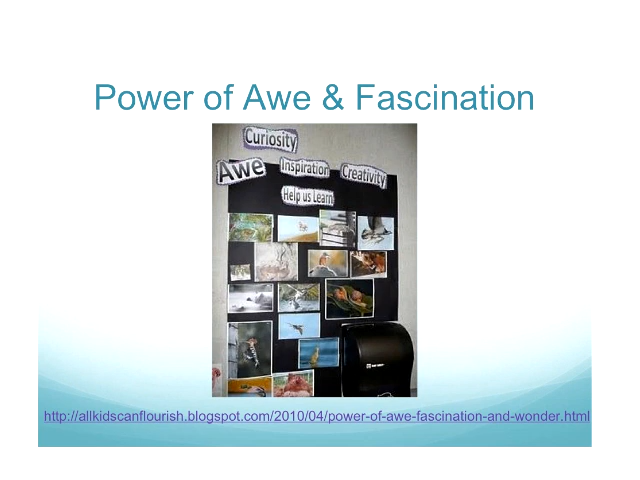 Power of Awe & Fascination
Curiosity
Awe
Inspiration
Creativity
Help us Learn
http://allkidscanflourish.blogspot.com/2010/04/power-of-awe-fascination-and-wonder.html